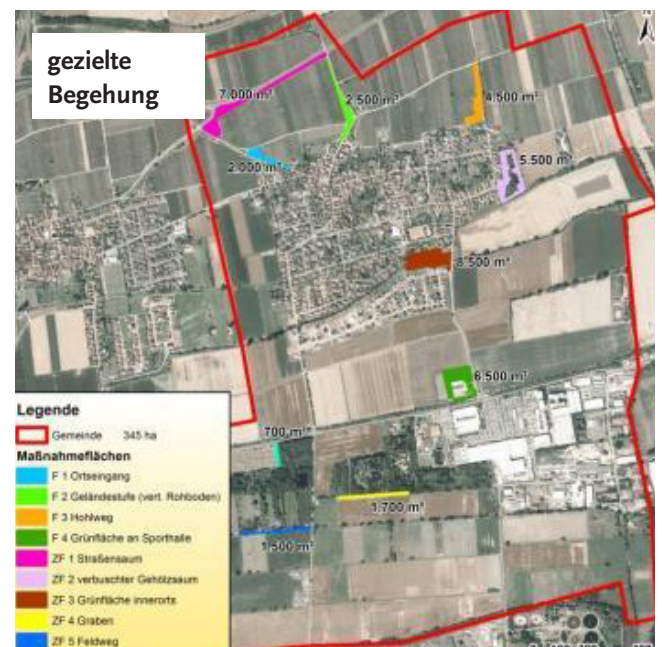 gezielte
Begehung
N
7.000 m²
2.500 m²
4.500 m²
2.000 m²
5.500 m²
8.500 m²
6.500 m²
700 m²
1.700 m²
1.500 m²
Legende
Gemeinde 345 ha
Maßnahmeflächen
F 1 Ortseingang
F 2 Geländestufe (vert. Rohboden)
F 3 Hohlweg
F 4 Grünfläche an Sporthalle
ZF 1 Straßensaum
ZF 2 verbuschter Gehölzsaum
ZF 3 Grünfläche innerorts
ZF 4 Graben
ZF 5 Feldweg